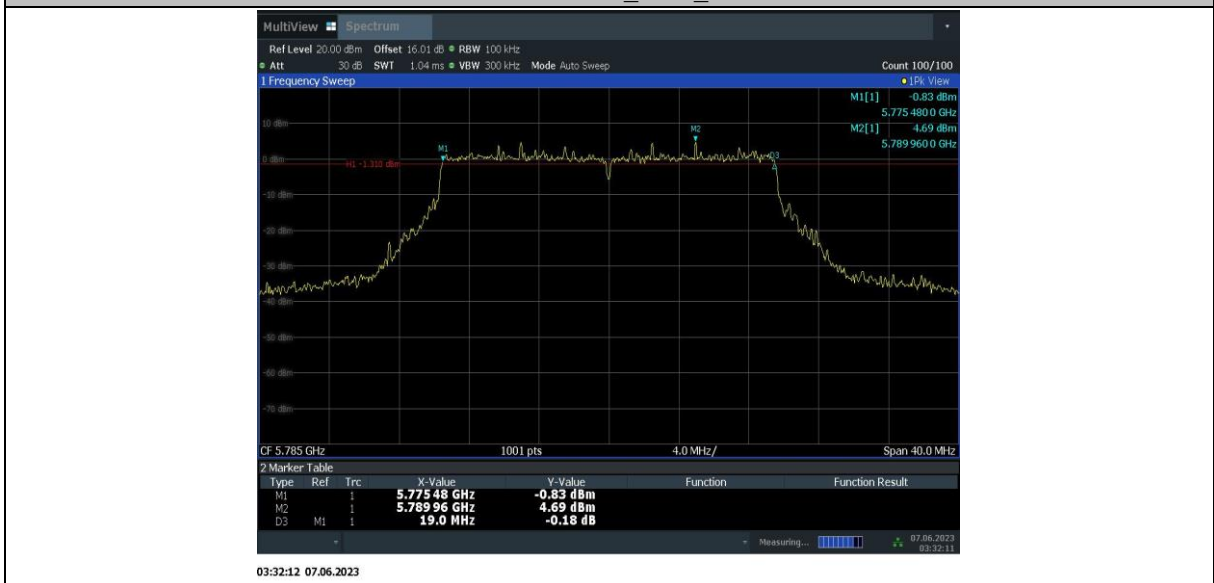 MultiView Spectrum
Ref Level 20.00 dBm Offset 16.01 dB RBW 100 kHz
Att 30 dB SWT 1.04 ms VBW 300 kHz Mode Auto Sweep Count 100/100
1 Frequency Sweep 1Pk View
M1[1] -0.83 dBm
5.775 480 0 GHz
M2[1] 4.69 dBm
5.789 960 0 GHz
10 dBm
M2
M1
D3
0 dBm
H1 -1.310 dBm
-10 dBm
-20 dBm
-30 dBm
-40 dBm
-50 dBm
-60 dBm
-70 dBm
CF 5.785 GHz 1001 pts 4.0 MHz/ Span 40.0 MHz
2 Marker Table
Type Ref Trc X-Value Y-Value Function Function Result
M1 1 5.775 48 GHz -0.83 dBm
M2 1 5.789 96 GHz 4.69 dBm
D3 M1 1 19.0 MHz -0.18 dB
Measuring... 07.06.2023
03:32:11
03:32:12 07.06.2023